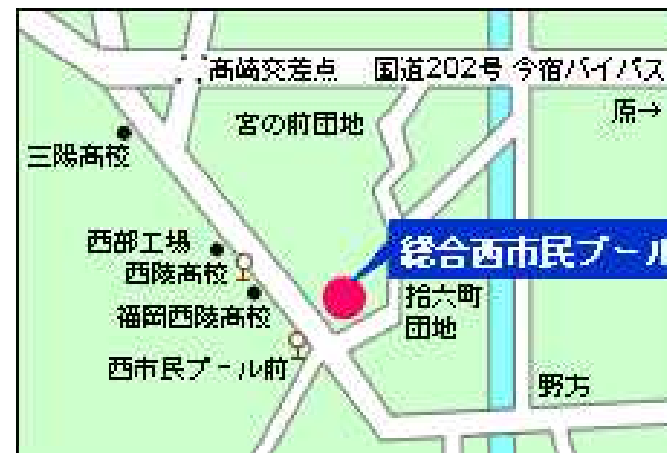 高崎交差点 国道202号 今宿バイパス
原→
宮の前団地
三陽高校
西部工場
西陵高校
総合西市民プール
福岡西陵高校
拾六町
団地
西市民プール前
野方